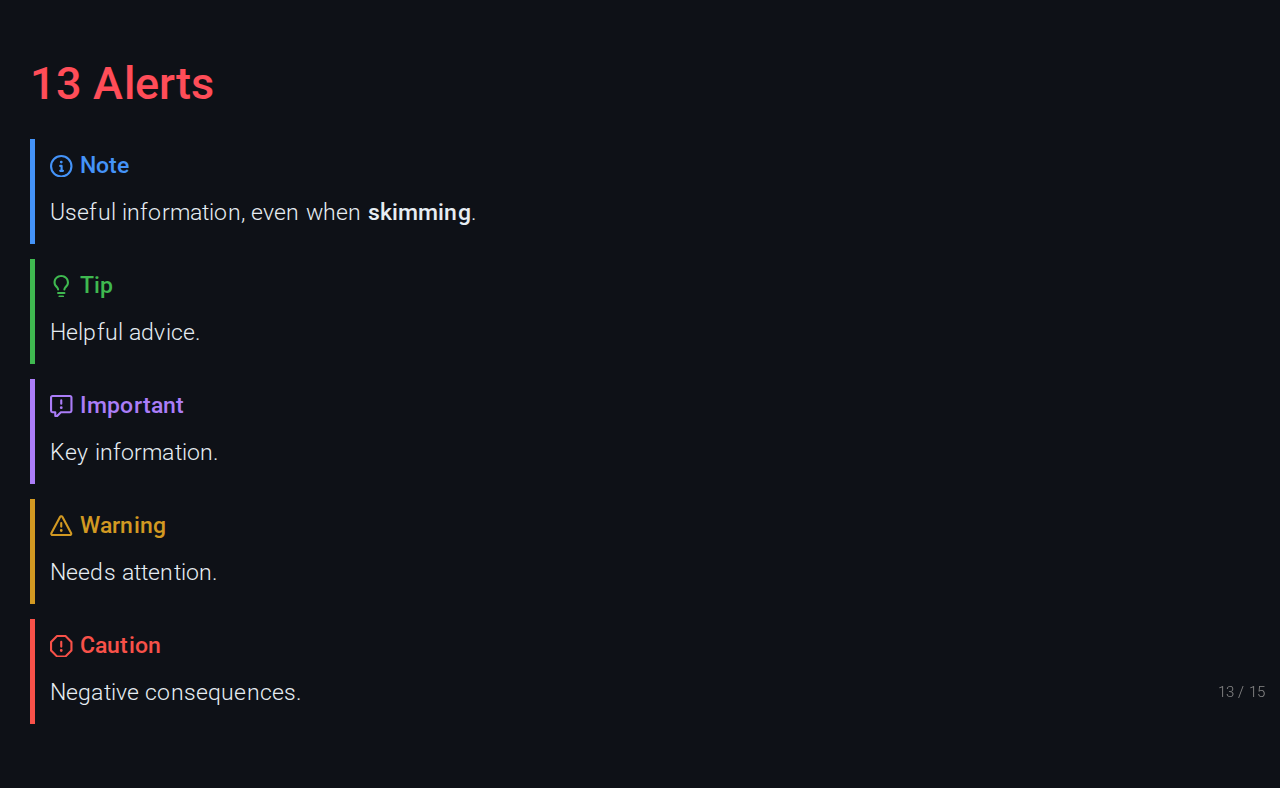 13 Alerts
Note
Useful information, even when skimming.
Tip
Helpful advice.
Important
Key information.
Warning
Needs attention.
Caution
Negative consequences.
13 / 15